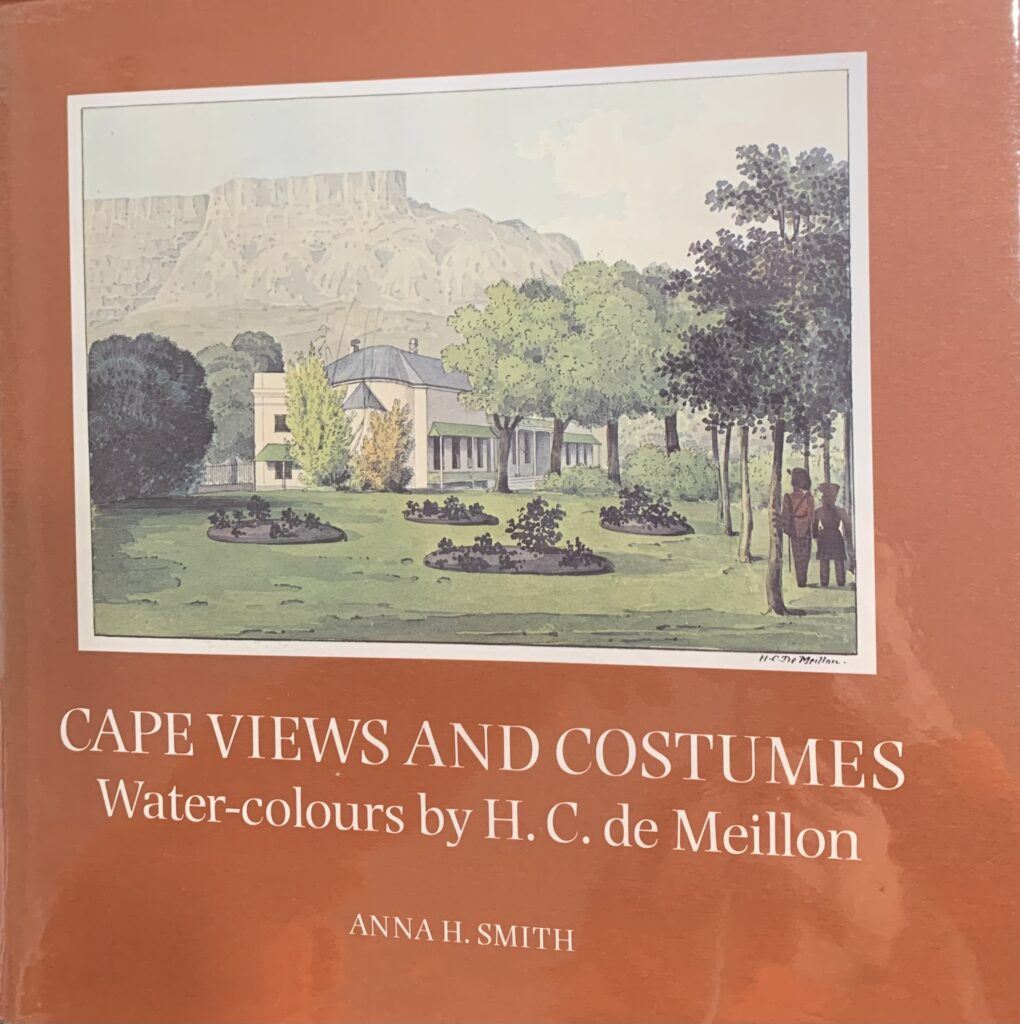 H.C. De Meillon.
CAPE VIEWS AND COSTUMES
Water-colours by H. C. de Meillon
ANNA H. SMITH